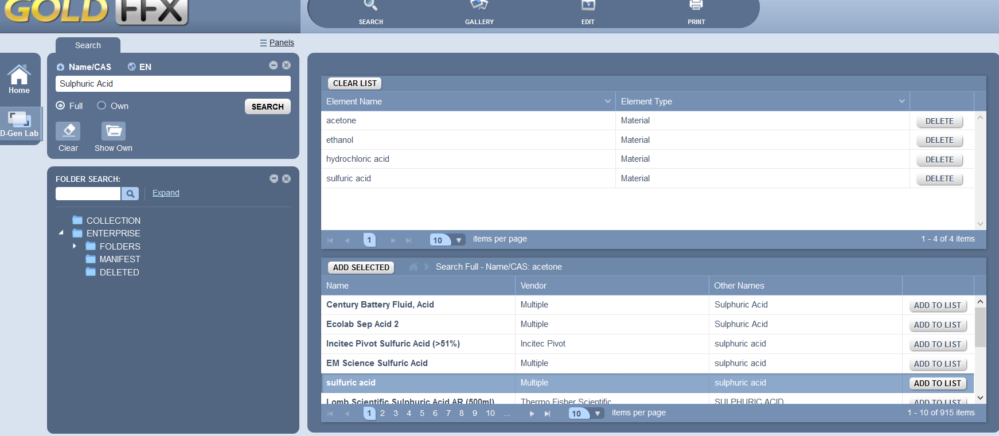 GOLD FFX
SEARCH GALLERY EDIT PRINT
Search Panels
Home
D-Gen Lab
Name/CAS EN
Sulphuric Acid
Full Own SEARCH
Clear Show Own
FOLDER SEARCH:
Expand
COLLECTION
ENTERPRISE
FOLDERS
MANIFEST
DELETED
CLEAR LIST
Element Name Element Type
acetone Material DELETE
ethanol Material DELETE
hydrochloric acid Material DELETE
sulfuric acid Material DELETE
1 10 items per page 1 - 4 of 4 items
ADD SELECTED Search Full - Name/CAS: acetone
Name Vendor Other Names
Century Battery Fluid, Acid Multiple Sulphuric Acid ADD TO LIST
Ecolab Sep Acid 2 Multiple Sulphuric Acid ADD TO LIST
Incitec Pivot Sulfuric Acid (>51%) Incitec Pivot sulphuric acid ADD TO LIST
EM Science Sulfuric Acid Multiple sulphuric acid ADD TO LIST
sulfuric acid Multiple sulphuric acid ADD TO LIST
Lomb Scientific Sulphuric Acid AR (500ml) Thermo Fisher Scientific SULPHURIC ACID ADD TO LIST
1 2 3 4 5 6 7 8 9 10 ... 10 items per page 1 - 10 of 915 items